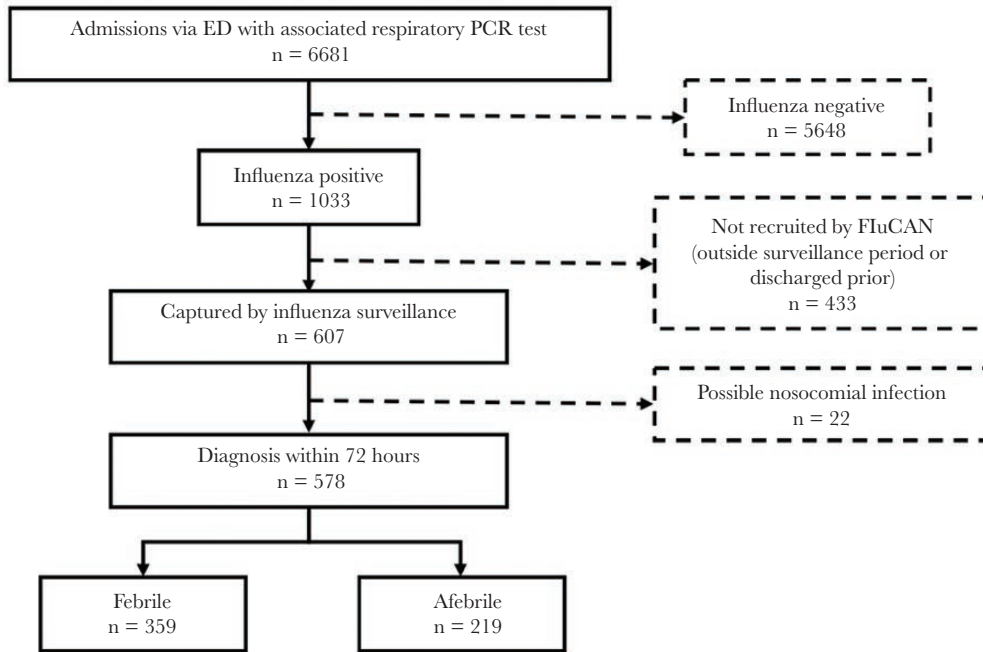 Admissions via ED with associated respiratory PCR test
n = 6681
Influenza negative
n = 5648
Influenza positive
n = 1033
Not recruited by FIuCAN
(outside surveillance period or
discharged prior)
n = 433
Captured by influenza surveillance
n = 607
Possible nosocomial infection
n = 22
Diagnosis within 72 hours
n = 578
Febrile
n = 359
Afebrile
n = 219